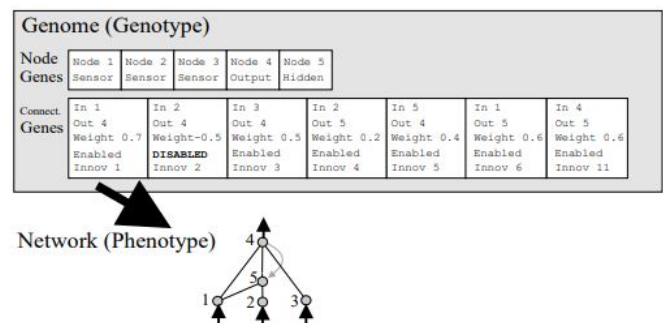 Genome (Genotype)
Node Genes
Node 1 Node 2 Node 3 Node 4 Node 5
Sensor Sensor Sensor Output Hidden
Connect. Genes
In 1 In 2 In 3 In 2 In 5 In 1 In 4
Out 4 Out 4 Out 4 Out 5 Out 4 Out 5 Out 5
Weight 0.7 Weight-0.5 Weight 0.5 Weight 0.2 Weight 0.4 Weight 0.6 Weight 0.6
Enabled DISABLED Enabled Enabled Enabled Enabled Enabled
Innov 1 Innov 2 Innov 3 Innov 4 Innov 5 Innov 6 Innov 11
Network (Phenotype)
4
5
1 2 3